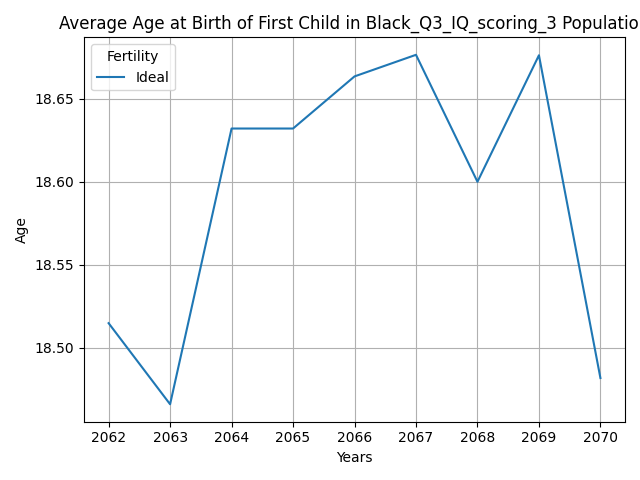 Average Age at Birth of First Child in Black_Q3_IQ_scoring_3 Populatio
Fertility
Ideal
18.65
18.60
18.55
18.50
Age
2062 2063 2064 2065 2066 2067 2068 2069 2070
Years